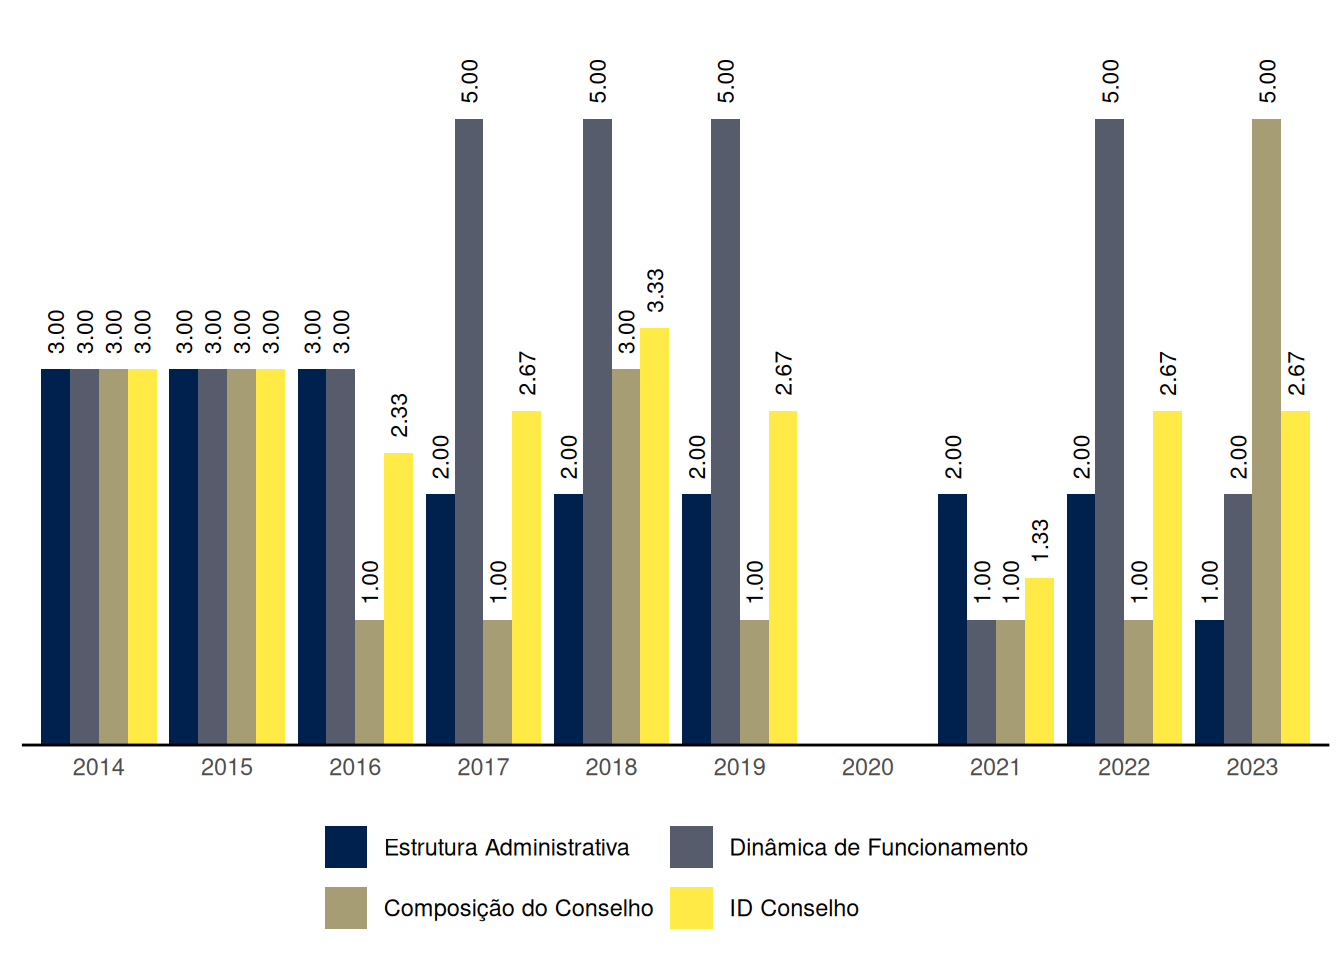 5.00 5.00 5.00 5.00 5.00
3.00 3.00 3.00 3.00 3.00 3.00 3.00 3.00 3.00 3.00 2.33 2.00 1.00 2.67 2.00 3.00 3.33 2.00 1.00 2.67 2.00 1.00 1.00 1.33 2.00 1.00 2.67 1.00 2.00 2.67
2014 2015 2016 2017 2018 2019 2020 2021 2022 2023
1.00
Estrutura Administrativa Dinâmica de Funcionamento
Composição do Conselho ID Conselho